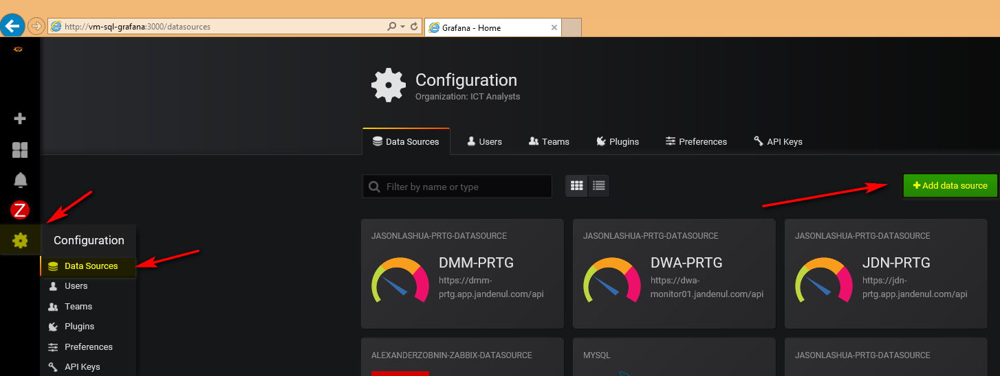 http://vm-sql-grafana:3000/datasources
Grafana - Home
Configuration
Organization: ICT Analysts
Data Sources
Users
Teams
Plugins
Preferences
API Keys
Filter by name or type
Add data source
Z
Configuration
Data Sources
Users
Teams
Plugins
Preferences
API Keys
JASONLASHUA-PRTG-DATASOURCE
DMM-PRTG
https://dmm-
prtg.app.jandenul.com/api
JASONLASHUA-PRTG-DATASOURCE
DWA-PRTG
https://dwa-
monitor01.jandenul.com/api
JASONLASHUA-PRTG-DATASOURCE
JDN-PRTG
https://jdn-
prtg.app.jandenul.com/api
ALEXANDERZOBNIN-ZABBIX-DATASOURCE
MYSQL
JASONLASHUA-PRTG-DATASOURCE